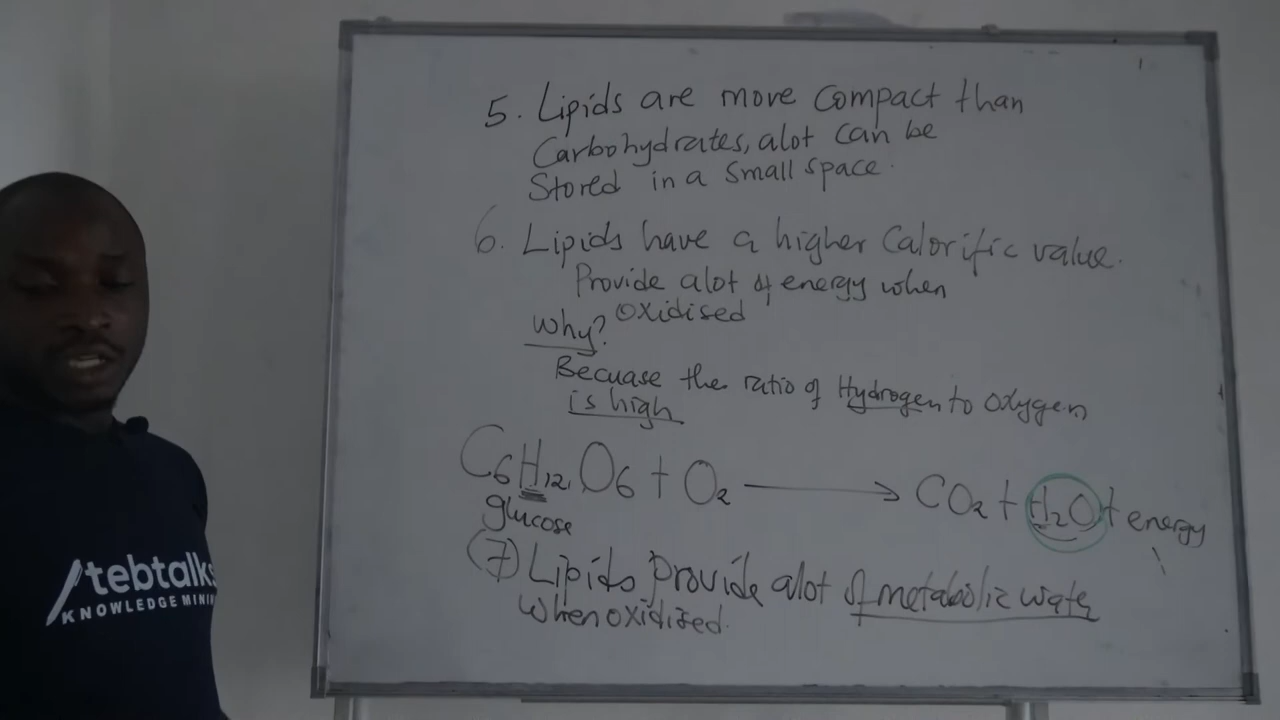 5. Lipids are more compact than
Carbohydrates, alot can be
Stored in a small space.
6. Lipids have a higher Calorific value.
Provide alot of energy when
oxidised
Why?
Becuase the ratio of Hydrogen to oxygen
is high
C6H12O6 + O2 → CO2 + H2O + energy
glucose
(7) Lipids Provide alot of metabolic water
when oxidised.
/tebtalks
KNOWLEDGE MINI